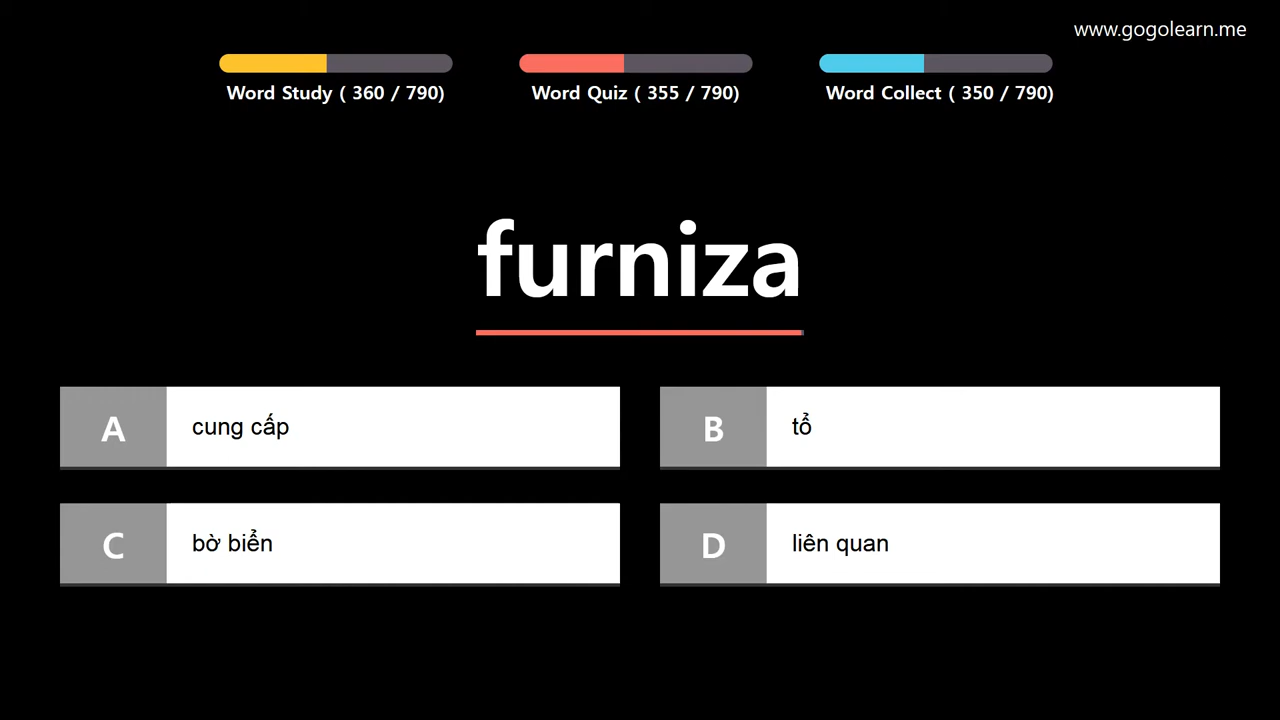 www.gogolearn.me
Word Study ( 360 / 790)
Word Quiz ( 355 / 790)
Word Collect ( 350 / 790)
furniza
A
cung cấp
B
tổ
C
bờ biển
D
liên quan